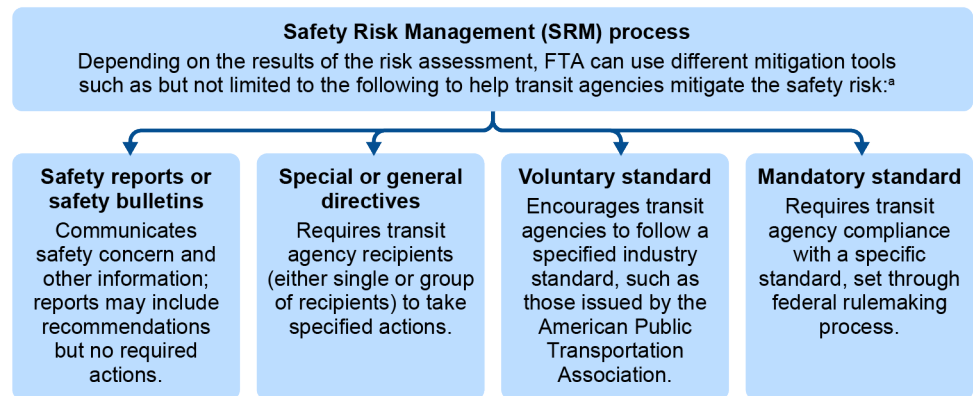 Safety Risk Management (SRM) process
Depending on the results of the risk assessment, FTA can use different mitigation tools
such as but not limited to the following to help transit agencies mitigate the safety risk:ᵃ
Safety reports or
safety bulletins
Communicates
safety concern and
other information;
reports may include
recommendations
but no required
actions.
Special or general
directives
Requires transit
agency recipients
(either single or group
of recipients) to take
specified actions.
Voluntary standard
Encourages transit
agencies to follow a
specified industry
standard, such as
those issued by the
American Public
Transportation
Association.
Mandatory standard
Requires transit
agency compliance
with a specific
standard, set through
federal rulemaking
process.